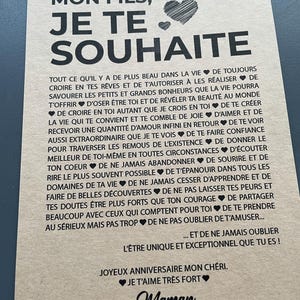 MON FILS,
JE TE
SOUHAITE
TOUT CE QU'IL Y A DE PLUS BEAU DANS LA VIE ♥ DE TOUJOURS
CROIRE EN TES RÊVES ET DE T'AUTORISER À LES RÉALISER ♥ DE
SAVOURER LES PETITS ET GRANDS BONHEURS QUE LA VIE POURRA
T'OFFRIR ♥ D'OSER ÊTRE TOI ET DE RÉVÉLER TA BEAUTÉ AU MONDE
♥ DE CROIRE EN TOI AUTANT QUE JE CROIS EN TOI ♥ DE TE CRÉER
LA VIE QUI TE CONVIENT ET TE COMBLE DE JOIE ♥ D'AIMER ET DE
RECEVOIR UNE QUANTITÉ D'AMOUR INFINI EN RETOUR ♥ DE TE VOIR
AUSSI EXTRAORDINAIRE QUE JE TE VOIS ♥ DE TE FAIRE CONFIANCE
POUR TRAVERSER LES REMOUS DE L'EXISTENCE ♥ DE DONNER LE
MEILLEUR DE TOI-MÊME EN TOUTES CIRCONSTANCES ♥ D'ÉCOUTER
TON CŒUR ♥ DE NE JAMAIS ABANDONNER ♥ DE SOURIRE ET DE
RIRE LE PLUS SOUVENT POSSIBLE ♥ DE T'ÉPANOUIR DANS TOUS LES
DOMAINES DE TA VIE ♥ DE NE JAMAIS CESSER D'APPRENDRE ET DE
FAIRE DE BELLES DÉCOUVERTES ♥ DE NE PAS LAISSER TES PEURS ET
TES DOUTES ÊTRE PLUS FORTS QUE TON COURAGE ♥ DE PARTAGER
BEAUCOUP AVEC CEUX QUI COMPTENT POUR TOI ♥ DE TE PRENDRE
AU SÉRIEUX MAIS PAS TROP ♥ DE NE PAS OUBLIER DE T'AMUSER...
... ET DE NE JAMAIS OUBLIER
L'ÊTRE UNIQUE ET EXCEPTIONNEL QUE TU ES !
JOYEUX ANNIVERSAIRE MON CHÉRI.
♥ JE T'AIME TRÈS FORT ♥
Maman